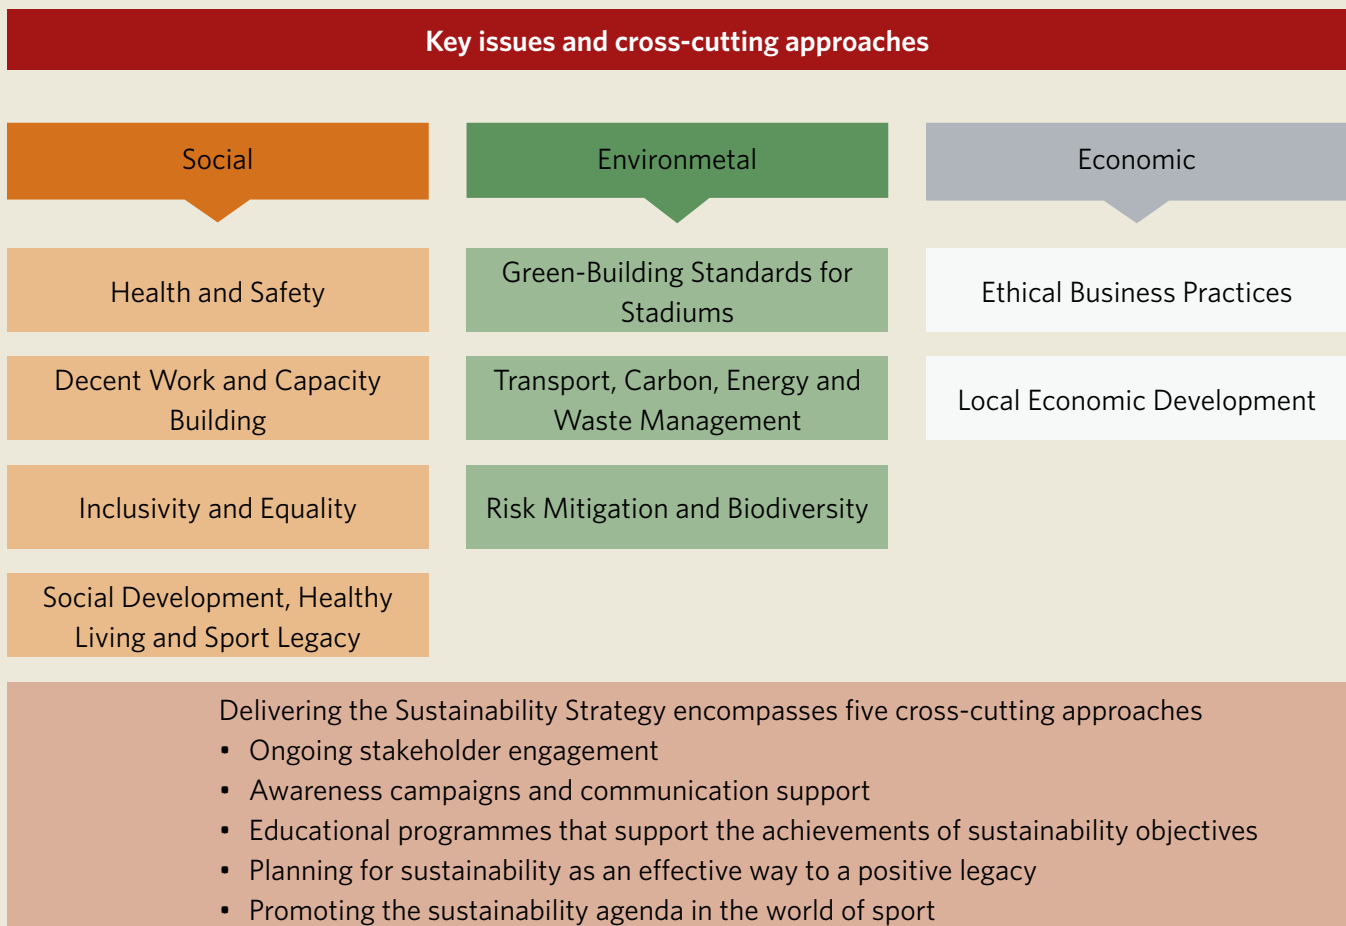 Key issues and cross-cutting approaches
Social
Environmetal
Economic
Health and Safety
Green-Building Standards for
Stadiums
Ethical Business Practices
Decent Work and Capacity
Building
Transport, Carbon, Energy and
Waste Management
Local Economic Development
Inclusivity and Equality
Risk Mitigation and Biodiversity
Social Development, Healthy
Living and Sport Legacy
Delivering the Sustainability Strategy encompasses five cross-cutting approaches
• Ongoing stakeholder engagement
• Awareness campaigns and communication support
• Educational programmes that support the achievements of sustainability objectives
• Planning for sustainability as an effective way to a positive legacy
• Promoting the sustainability agenda in the world of sport